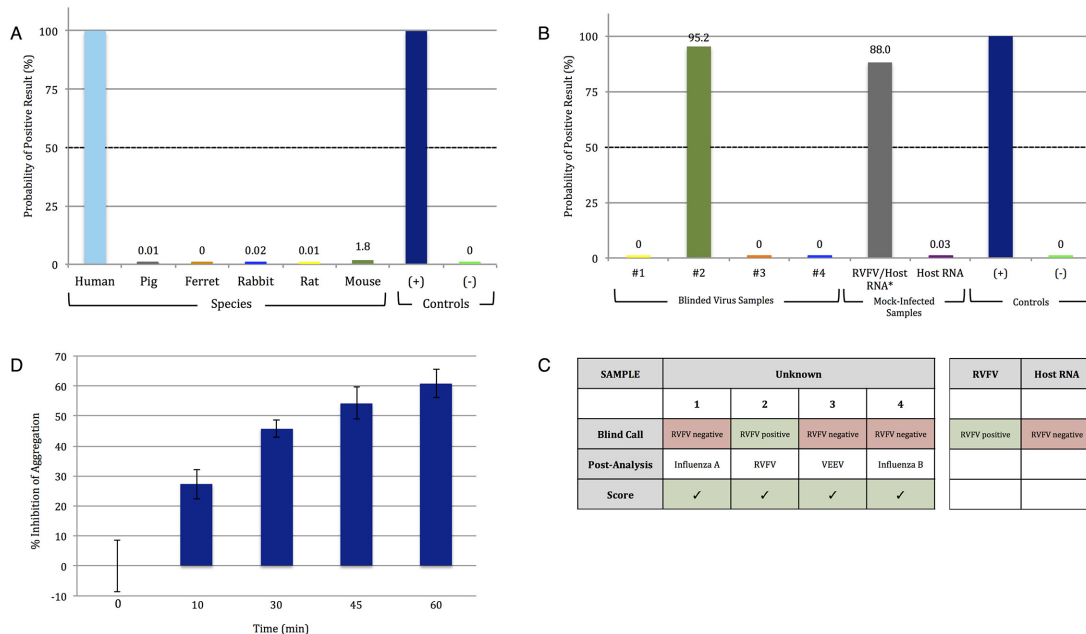 A
Probability of Positive Result (%)
100
75
50
25
0
0.01
0
0.02
0.01
1.8
0
Human
Pig
Ferret
Rabbit
Rat
Mouse
(+)
(-)
Species
Controls
B
Probability of Positive Result (%)
100
75
50
25
0
0
95.2
0
0
88.0
0.03
0
#1
#2
#3
#4
RVFV/Host
RNA*
Host RNA
(+)
(-)
Blinded Virus Samples
Mock-Infected
Samples
Controls
D
% Inhibition of Aggregation
70
60
50
40
30
20
10
0
-10
0
10
30
45
60
Time (min)
C
SAMPLE Unknown
1 2 3 4
Blind Call RVFV negative RVFV positive RVFV negative RVFV negative
Post-Analysis Influenza A RVFV VEEV Influenza B
Score ✓ ✓ ✓ ✓
RVFV Host RNA
RVFV positive RVFV negative